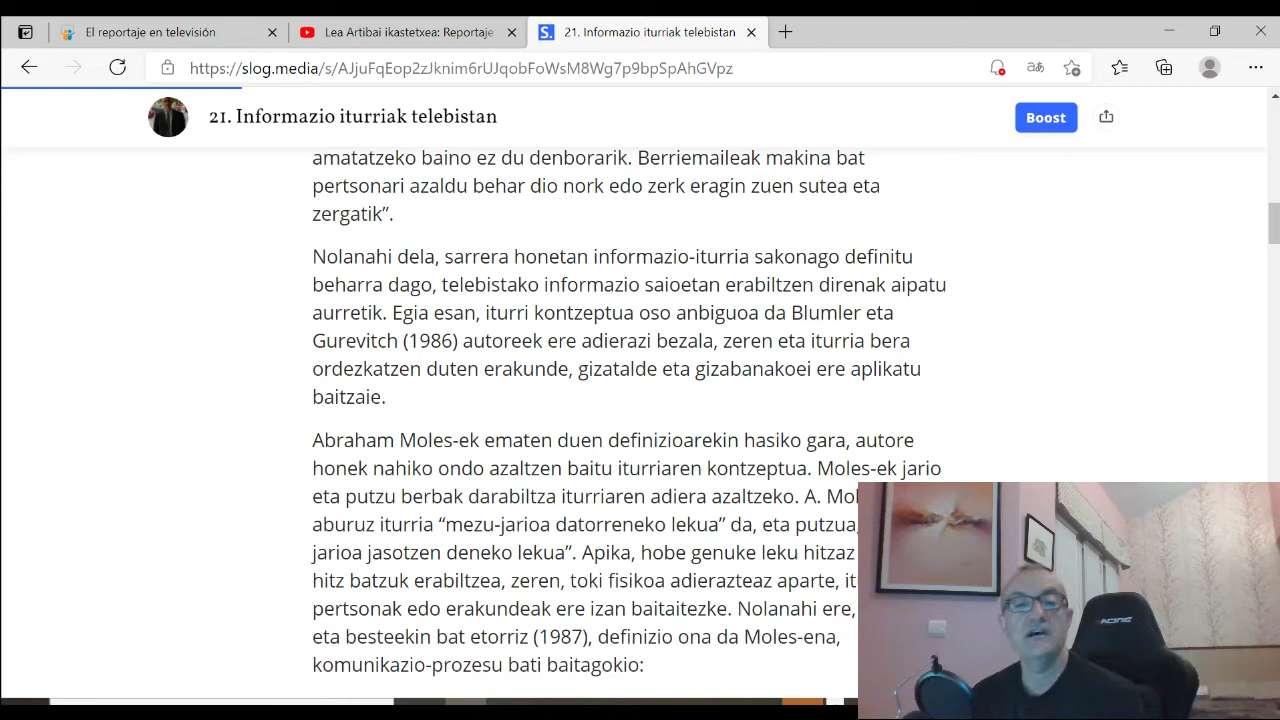 El reportaje en televisión
Lea Artibai ikastetxea: Reportaje
21. Informazio iturriak telebistan
https://slog.media/s/AJjuFqEop2zJknim6rUJqobFoWsM8Wg7p9bpSpAhGVpz
21. Informazio iturriak telebistan
Boost
amatatzeko baino ez du denborarik. Berriemaileak makina bat
pertsonari azaldu behar dio nork edo zerk eragin zuen sutea eta
zergatik”.
Nolanahi dela, sarrera honetan informazio-iturria sakonago definitu
beharra dago, telebistako informazio saioetan erabiltzen direnak aipatu
aurretik. Egia esan, iturri kontzeptua oso anbiguoa da Blumler eta
Gurevitch (1986) autoreek ere adierazi bezala, zeren eta iturria bera
ordezkatzen duten erakunde, gizatalde eta gizabanakoei ere aplikatu
baitzaie.
Abraham Moles-ek ematen duen definizioarekin hasiko gara, autore
honek nahiko ondo azaltzen baitu iturriaren kontzeptua. Moles-ek jario
eta putzu berbak darabiltza iturriaren adiera azaltzeko. A.
aburuz iturria “mezu-jarioa datorreneko lekua” da, eta putzua,
jarioa jasotzen deneko lekua”. Apika, hobe genuke leku hitzaz
hitz batzuk erabiltzea, zeren, toki fisikoa adierazteaz aparte,
pertsonak edo erakundeak ere izan baitaitezke. Nolanahi ere,
eta besteekin bat etorriz (1987), definizio ona da Moles-ena,
komunikazio-prozesu bati baitagokio: